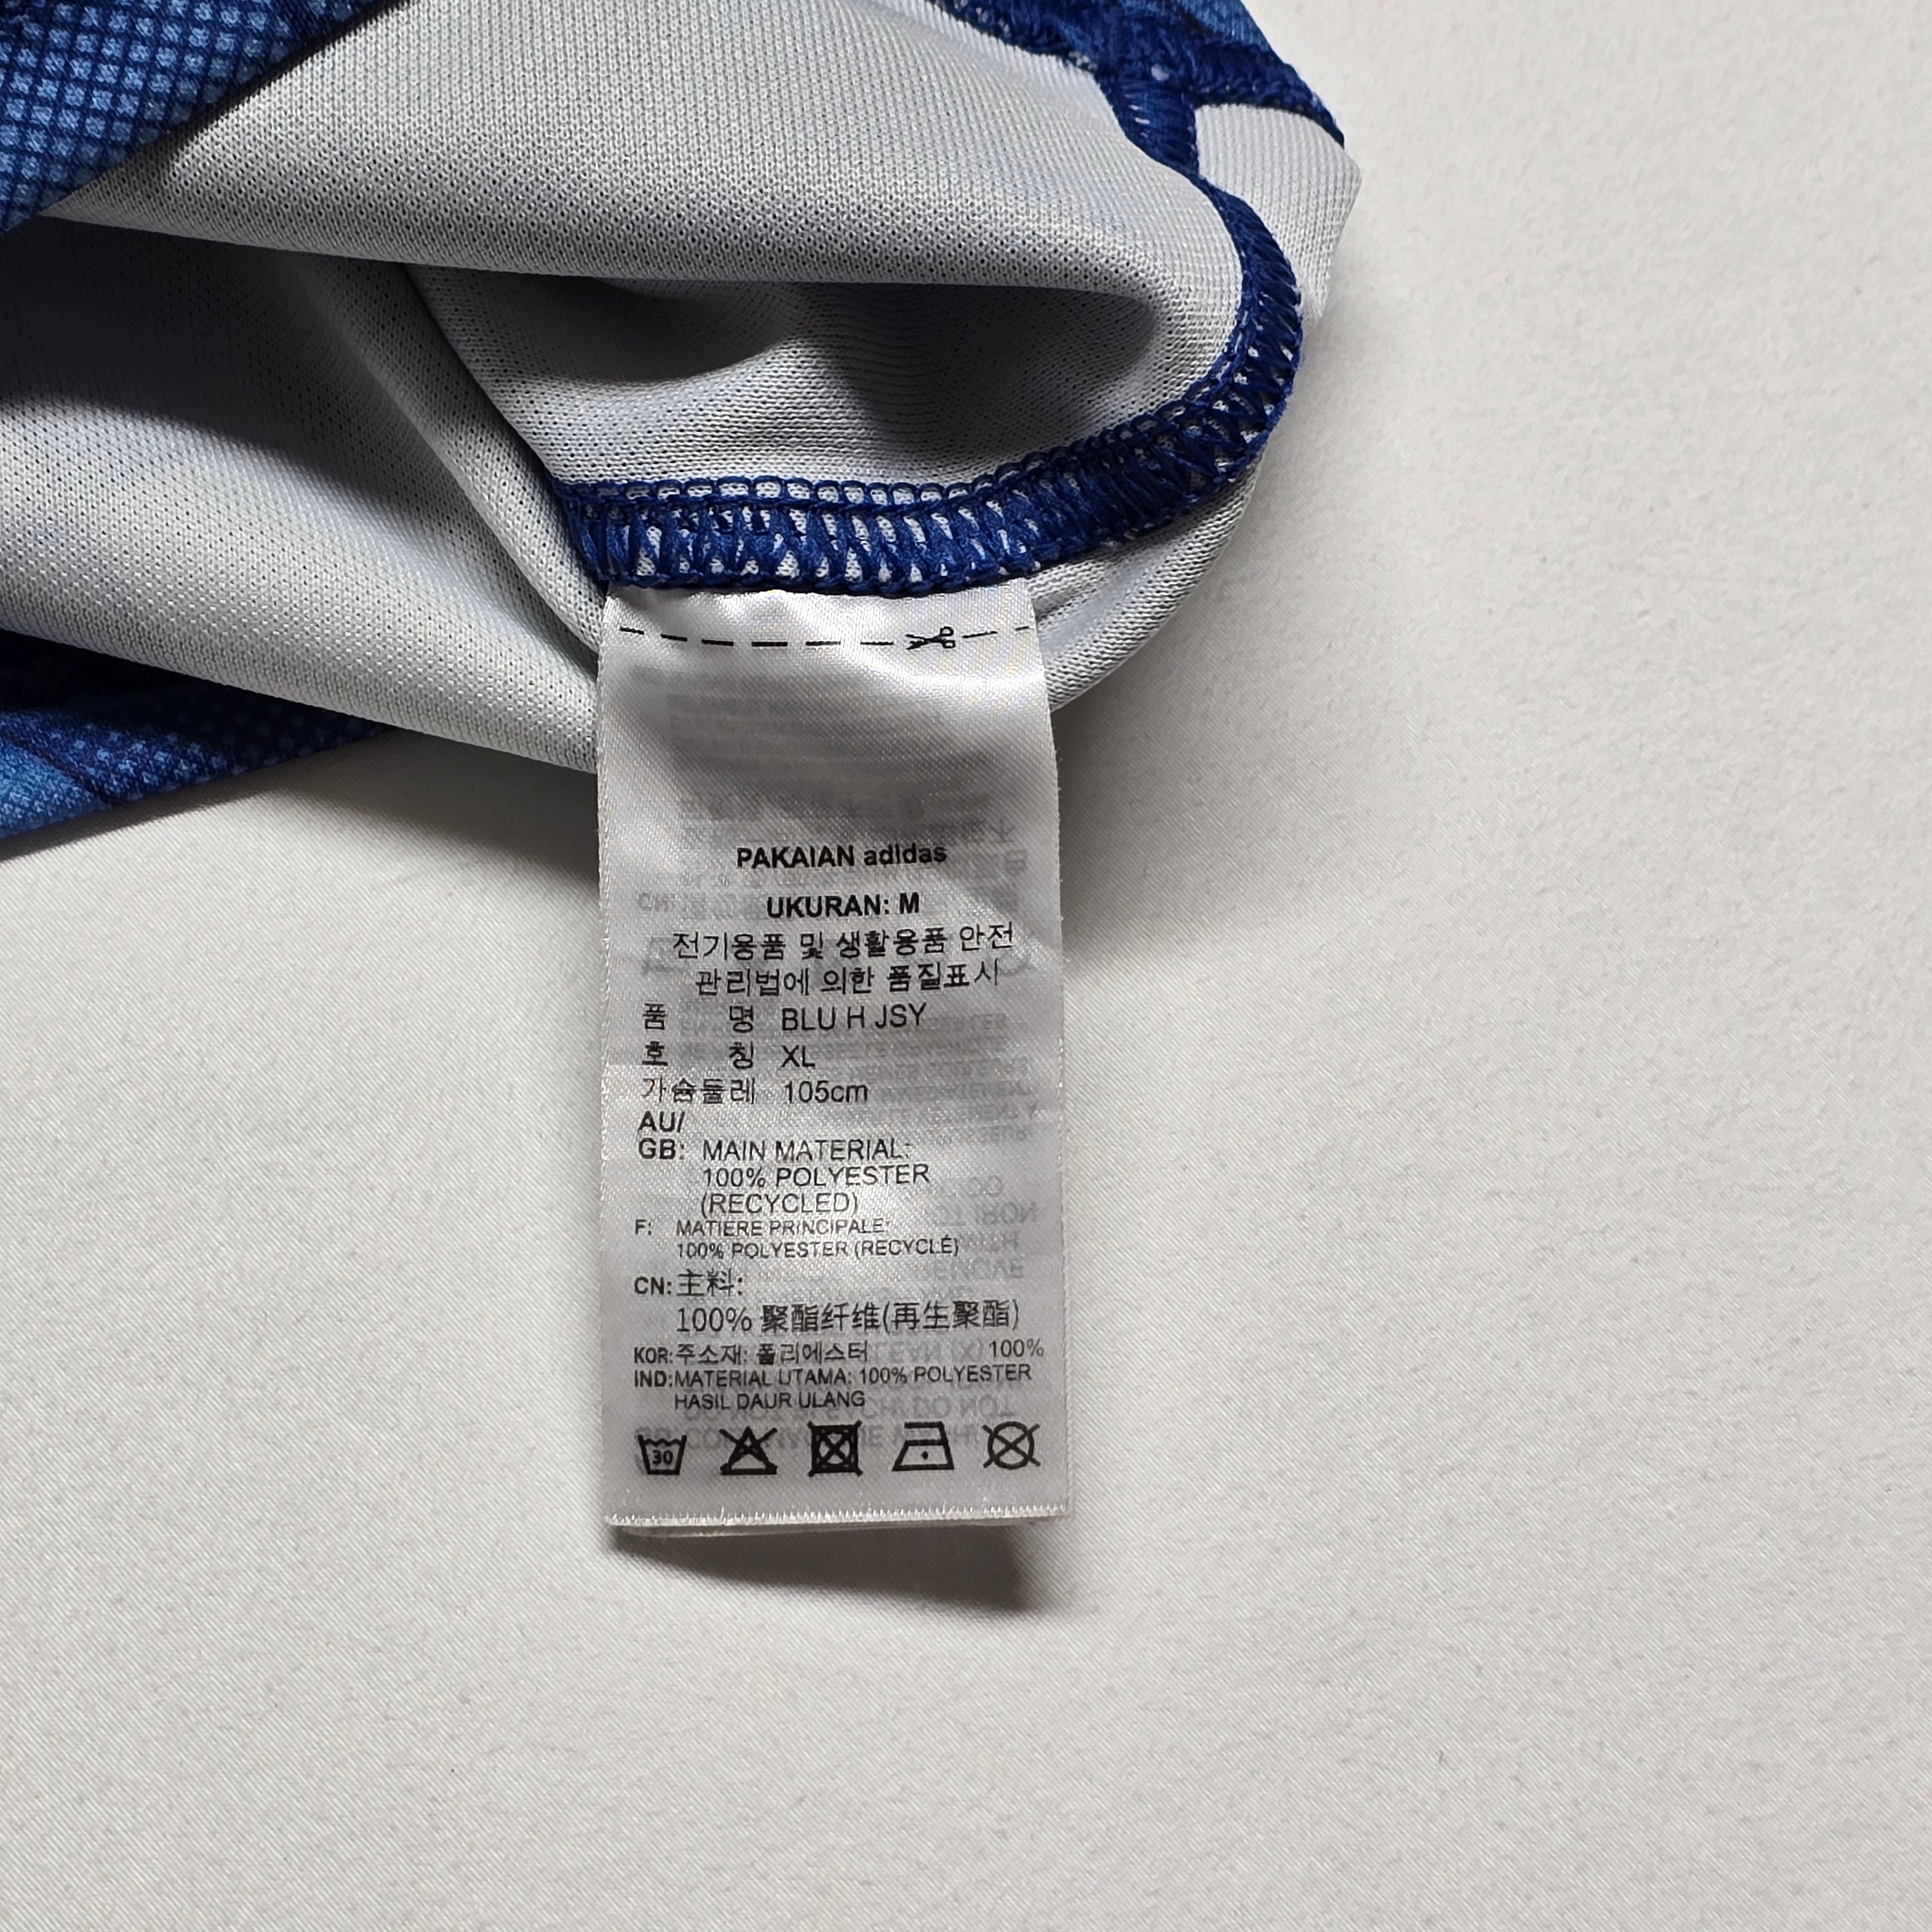 PAKAIAN adidas
UKURAN: M
전기용품 및 생활용품 안전
관리법에 의한 품질표시
품 명 BLU H JSY
호 칭 XL
가슴둘레 105cm
AU/
GB: MAIN MATERIAL:
100% POLYESTER
(RECYCLED)
F: MATIERE PRINCIPALE:
100% POLYESTER (RECYCLÉ)
CN: 主料:
100% 聚酯纤维(再生聚酯)
KOR: 주소재: 폴리에스터 100%
IND: MATERIAL UTAMA: 100% POLYESTER
HASIL DAUR ULANG
30